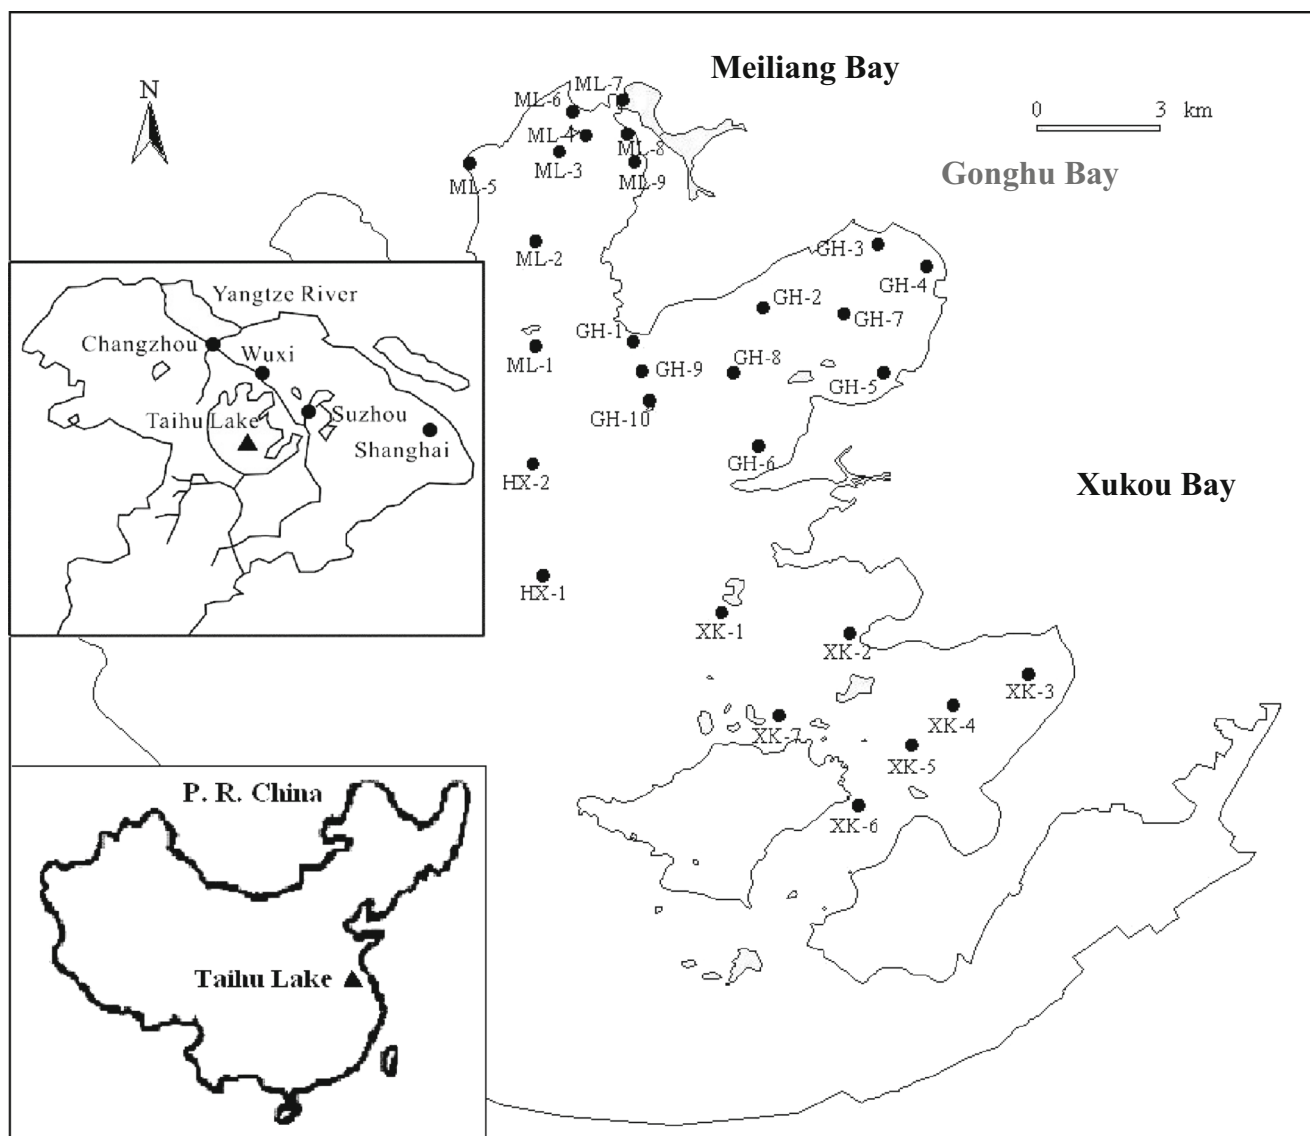 Meiliang Bay
N
ML-7
ML-6
0 3 km
ML-4
ML-8
ML-3
ML-9
ML-5
Gonghu Bay
ML-2
GH-3
GH-4
GH-2
GH-7
GH-1
ML-1
GH-8
GH-9
GH-5
GH-10
GH-6
HX-2
Xukou Bay
HX-1
XK-1
XK-2
XK-3
XK-4
XK-7
XK-5
XK-6
Yangtze River
Changzhou
Wuxi
Taihu Lake
Suzhou
Shanghai
P. R. China
Taihu Lake